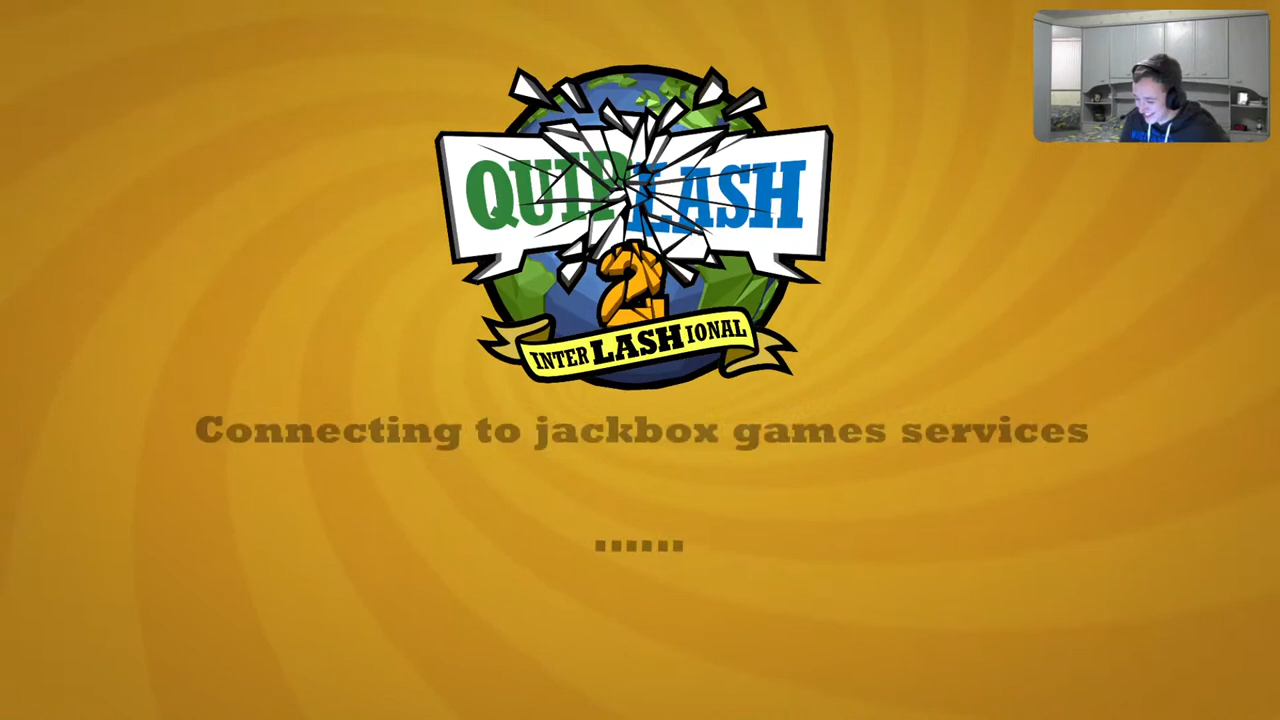 QUIPLASH
2
INTERLASHIONAL
Connecting to jackbox games services
......